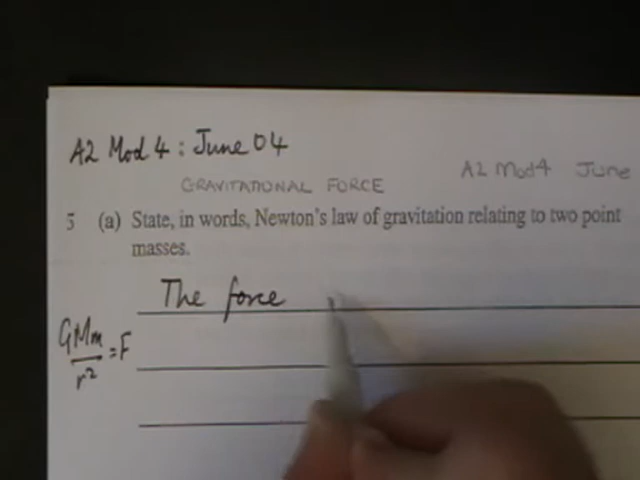 A2 Mod 4 : June 04
GRAVITATIONAL FORCE
A2 Mod4 June
5 (a) State, in words, Newton's law of gravitation relating to two point
masses.
The force
GMm
r² = F